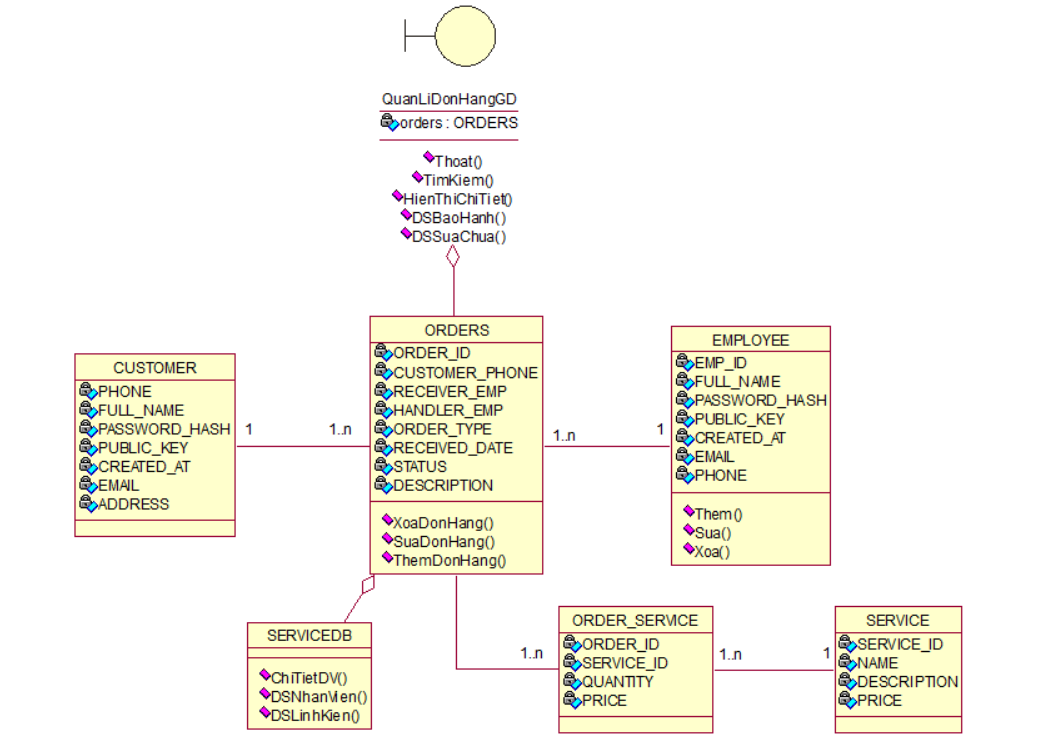 QuanLiDonHangGD
orders : ORDERS
Thoat()
TimKiem()
HienThiChiTiet()
DSBaoHanh()
DSSuaChua()
CUSTOMER
PHONE
FULL_NAME
PASSWORD_HASH
PUBLIC_KEY
CREATED_AT
EMAIL
ADDRESS
1
1..n
ORDERS
ORDER_ID
CUSTOMER_PHONE
RECEIVER_EMP
HANDLER_EMP
ORDER_TYPE
RECEIVED_DATE
STATUS
DESCRIPTION
XoaDonHang()
SuaDonHang()
ThemDonHang()
1..n
1
EMPLOYEE
EMP_ID
FULL_NAME
PASSWORD_HASH
PUBLIC_KEY
CREATED_AT
EMAIL
PHONE
Them()
Sua()
Xoa()
SERVICEDB
ChiTietDV()
DSNhanVien()
DSLinhKien()
1..n
ORDER_SERVICE
ORDER_ID
SERVICE_ID
QUANTITY
PRICE
1..n
1
SERVICE
SERVICE_ID
NAME
DESCRIPTION
PRICE